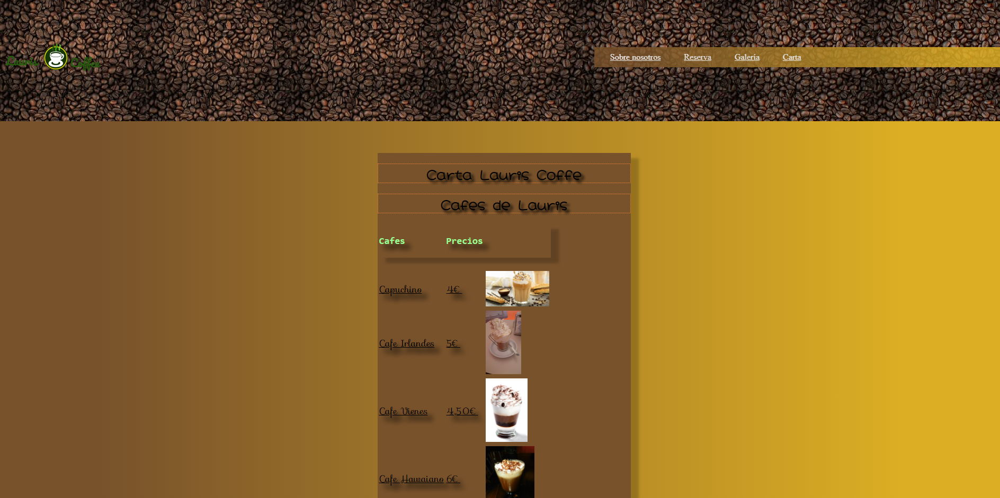 Lauris Coffee
Sobre nosotros Reserva Galería Carta
Carta Lauris Coffe
Cafes de Lauris
Cafes Precios
Capuchino 4€
Cafe Irlandes 5€
Cafe Vienes 4,50€
Cafe Hawaiano 6€